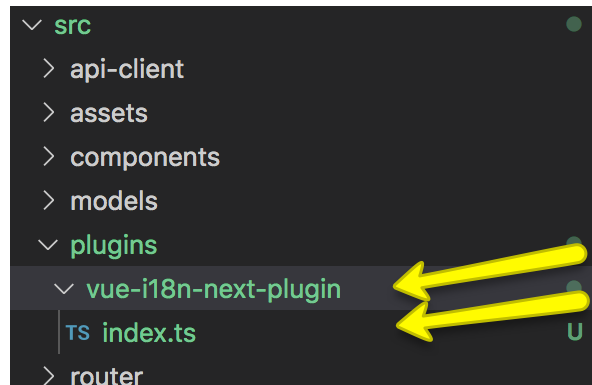 src
api-client
assets
components
models
plugins
vue-i18n-next-plugin
TS index.ts U
router